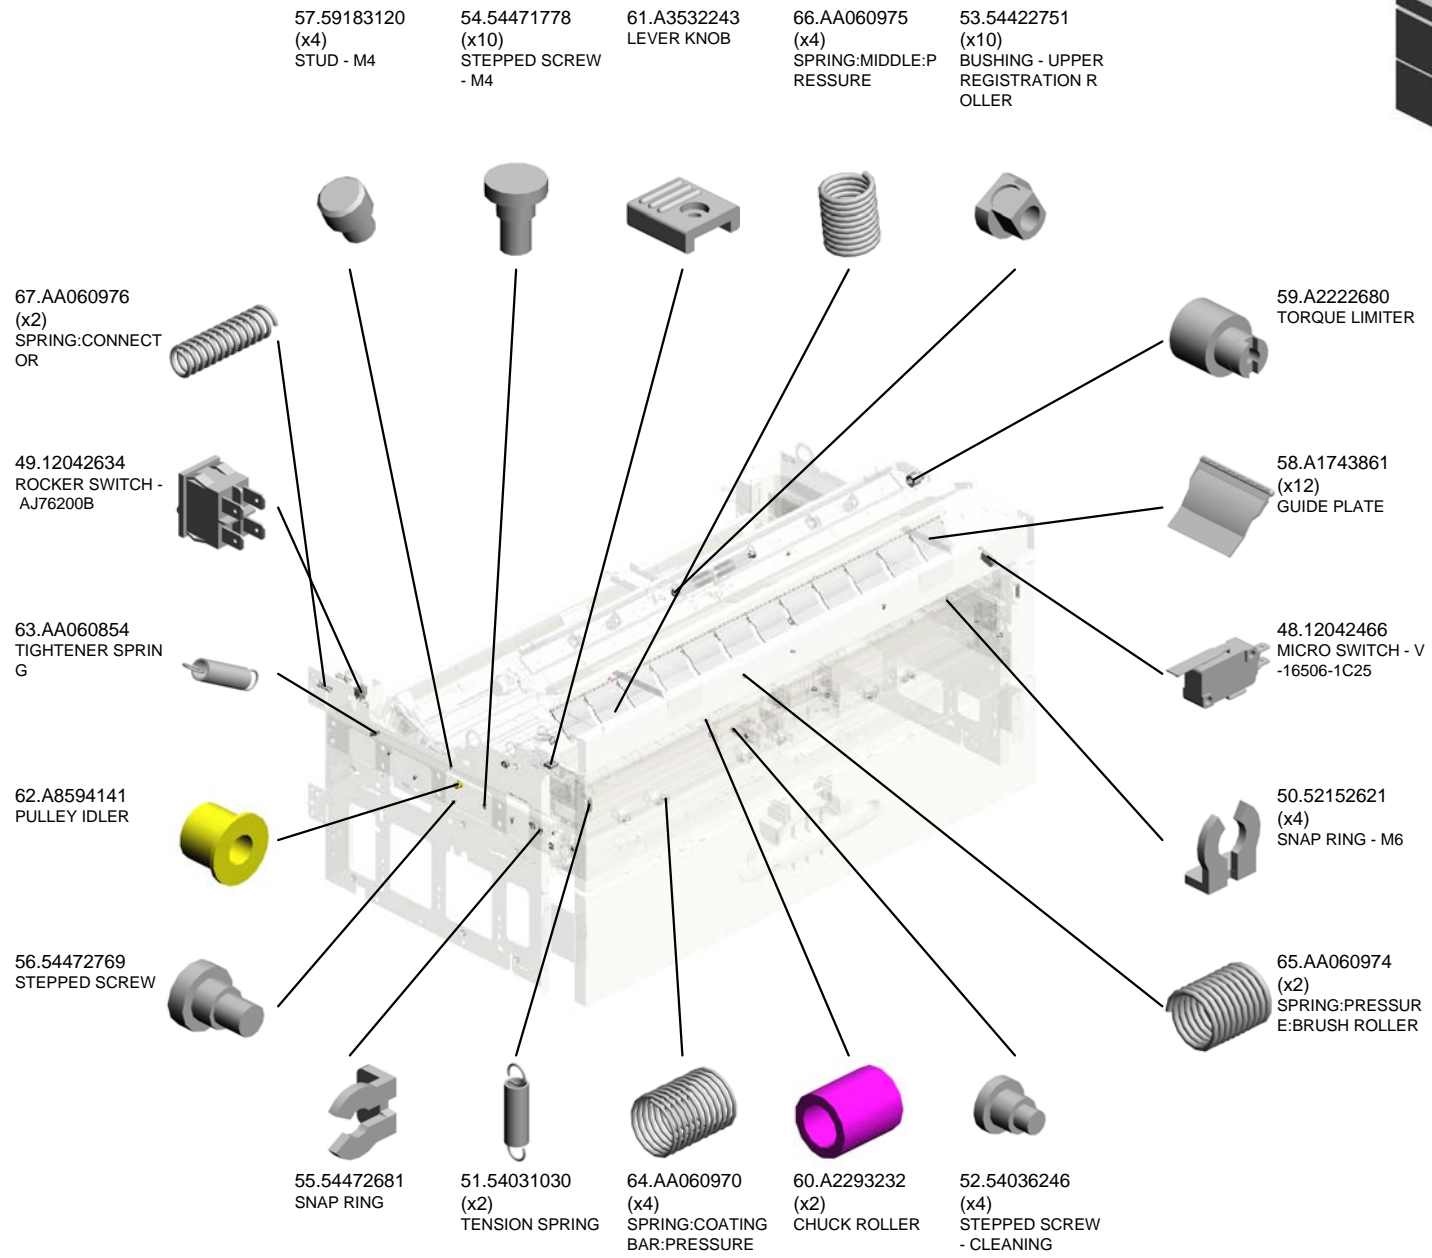 57.59183120
(x4)
STUD - M4
54.54471778
(x10)
STEPPED SCREW
- M4
61.A3532243
LEVER KNOB
66.AA060975
(x4)
SPRING:MIDDLE:P
RESSURE
53.54422751
(x10)
BUSHING - UPPER
REGISTRATION R
OLLER
67.AA060976
(x2)
SPRING:CONNECT
OR
59.A2222680
TORQUE LIMITER
49.12042634
ROCKER SWITCH -
AJ76200B
58.A1743861
(x12)
GUIDE PLATE
63.AA060854
TIGHTENER SPRIN
G
48.12042466
MICRO SWITCH - V
-16506-1C25
62.A8594141
PULLEY IDLER
50.52152621
(x4)
SNAP RING - M6
56.54472769
STEPPED SCREW
65.AA060974
(x2)
SPRING:PRESSUR
E:BRUSH ROLLER
55.54472681
SNAP RING
51.54031030
(x2)
TENSION SPRING
64.AA060970
(x4)
SPRING:COATING
BAR:PRESSURE
60.A2293232
(x2)
CHUCK ROLLER
52.54036246
(x4)
STEPPED SCREW
- CLEANING